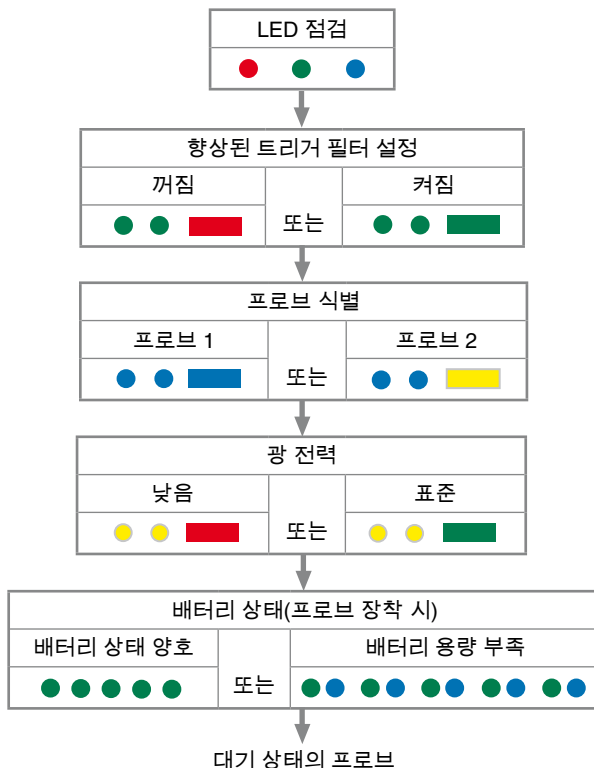 LED 점검
향상된 트리거 필터 설정
꺼짐
켜짐
또는
프로브 식별
프로브 1
프로브 2
또는
광 전력
낮음
표준
또는
배터리 상태(프로브 장착 시)
배터리 상태 양호
배터리 용량 부족
또는
대기 상태의 프로브